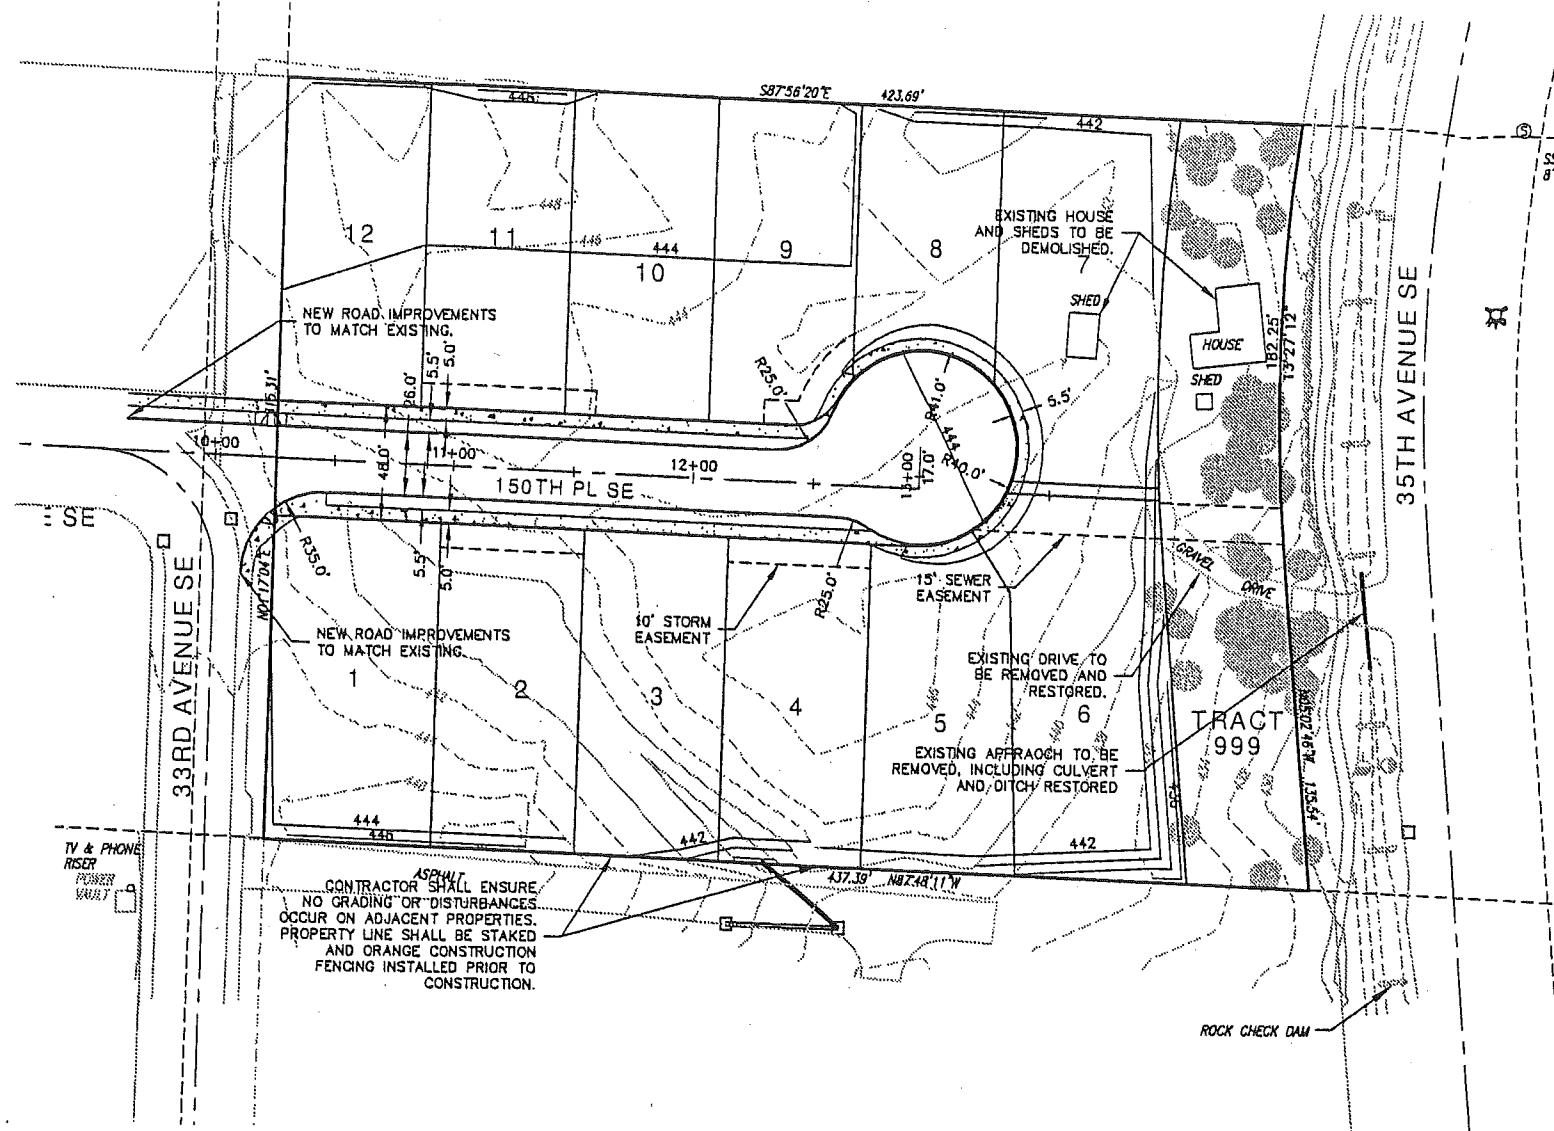 S87°56'20"E 423.69'
446
442
448
446
12
11
444
10
9
8
7
EXISTING HOUSE
AND SHEDS TO BE
DEMOLISHED.
SHED
HOUSE
SHED
182.25'
13°27'12"
35TH AVENUE SE
NEW ROAD IMPROVEMENTS
TO MATCH EXISTING.
26.0'
5.5'
5.0'
R25.0'
R41.0'
5.5'
444
R40.0'
10+00
11+00
12+00
13+00
17.0'
48.0'
150TH PL SE
E SE
33RD AVENUE SE
R35.0'
N01°17'04"E
5.5'
5.0'
R25.0'
15' SEWER
EASEMENT
10' STORM
EASEMENT
GRAVEL
DRIVE
NEW ROAD IMPROVEMENTS
TO MATCH EXISTING.
1
2
3
4
5
6
EXISTING DRIVE TO
BE REMOVED AND
RESTORED.
TRACT
999
EXISTING APPRAOCH TO BE
REMOVED, INCLUDING CULVERT
AND DITCH RESTORED
135.54'
444
446
442
442
437.39' N87°48'11"W
TV & PHONE
RISER
POWER
VAULT
ASPHALT
CONTRACTOR SHALL ENSURE
NO GRADING OR DISTURBANCES
OCCUR ON ADJACENT PROPERTIES.
PROPERTY LINE SHALL BE STAKED
AND ORANGE CONSTRUCTION
FENCING INSTALLED PRIOR TO
CONSTRUCTION.
ROCK CHECK DAM